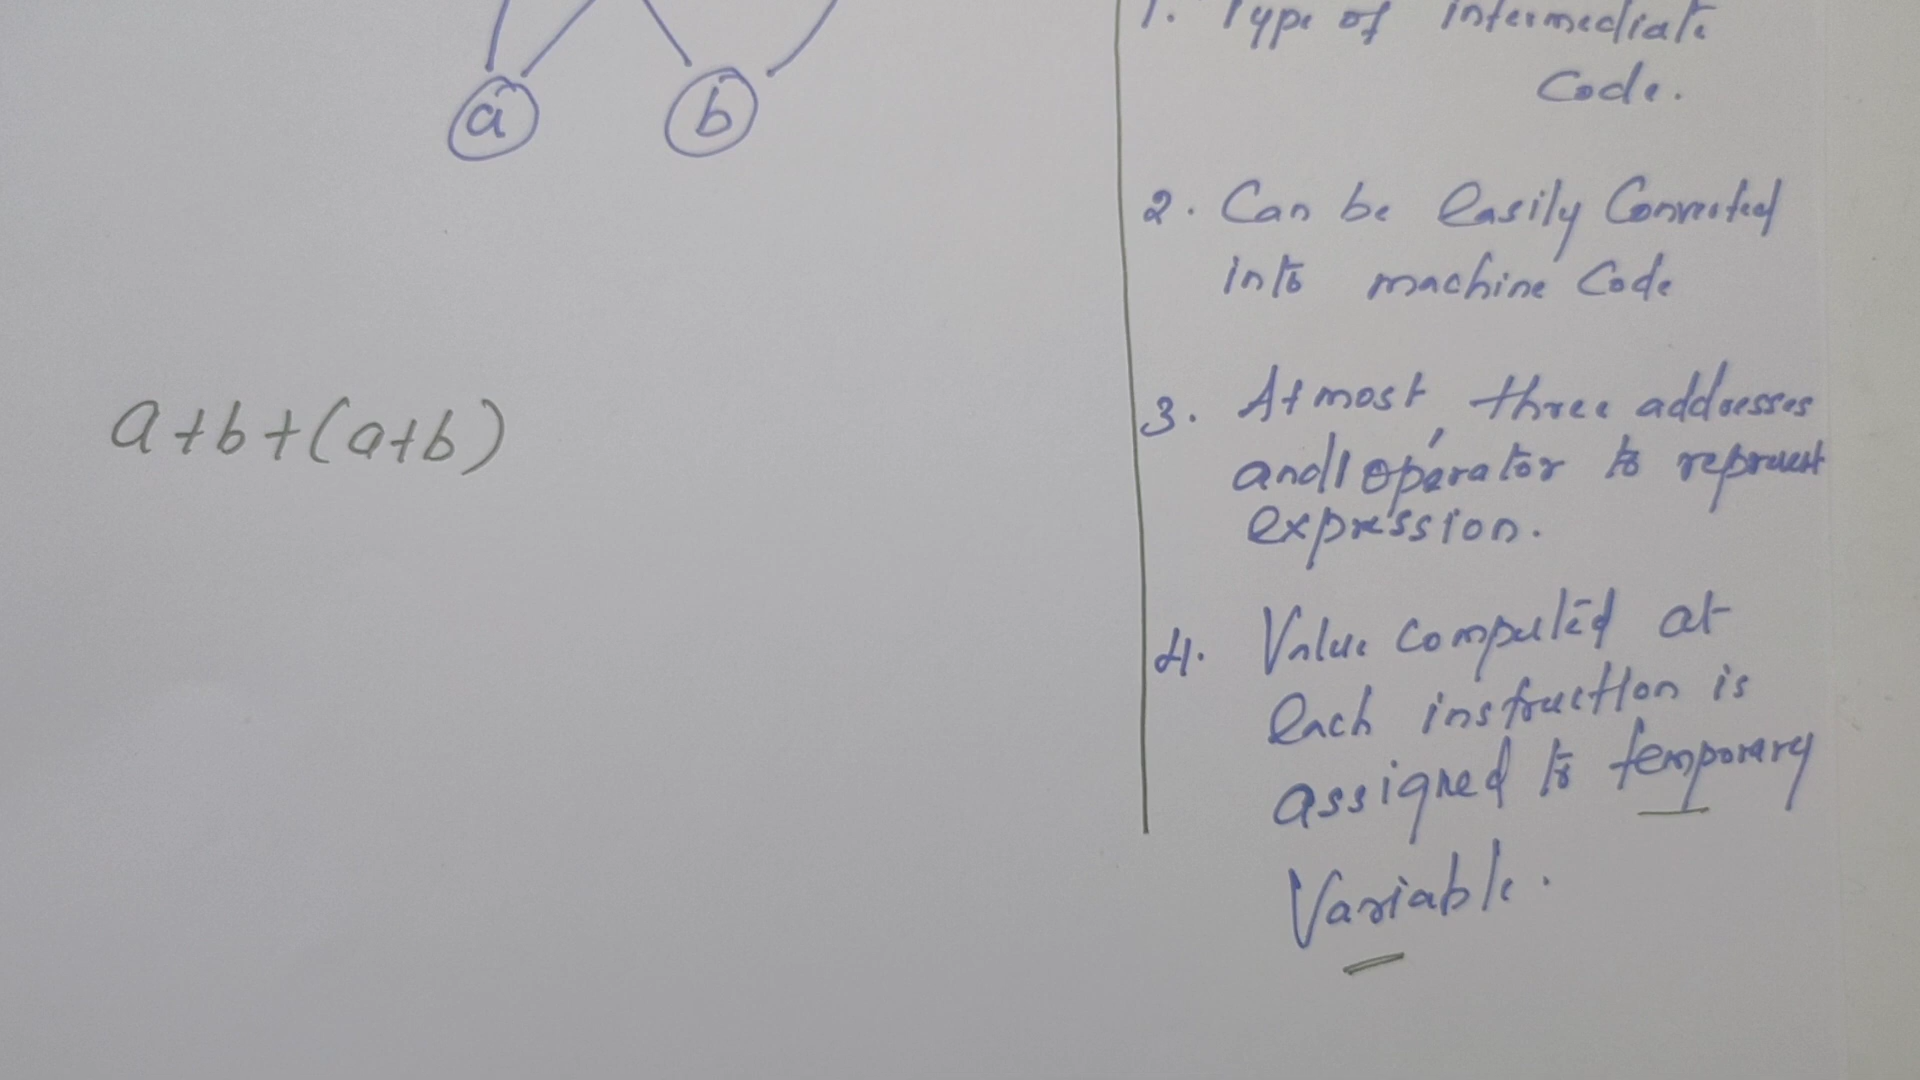 a
b
a+b+(a+b)
1. Type of intermediate
Code.
2. Can be easily Converted
into machine Code
3. Atmost, three addresses
and 1 operator to represent
expression.
4. Value computed at
each instruction is
assigned to temporary
Variable.